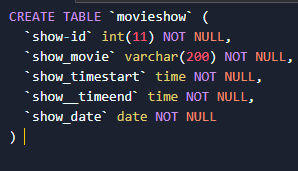 CREATE TABLE `movieshow` (
`show-id` int(11) NOT NULL,
`show_movie` varchar(200) NOT NULL,
`show_timestart` time NOT NULL,
`show__timeend` time NOT NULL,
`show_date` date NOT NULL
)